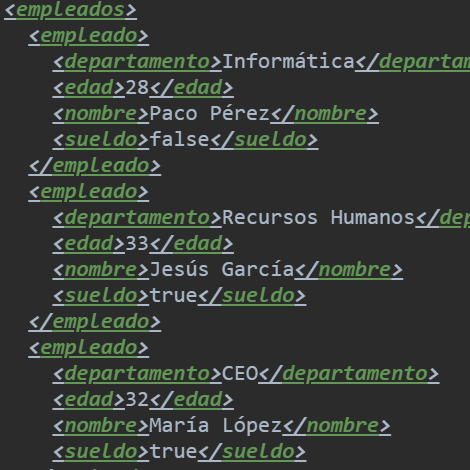 <empleados>
<empleado>
<departamento>Informática</departam
<edad>28</edad>
<nombre>Paco Pérez</nombre>
<sueldo>false</sueldo>
</empleado>
<empleado>
<departamento>Recursos Humanos</dep
<edad>33</edad>
<nombre>Jesús García</nombre>
<sueldo>true</sueldo>
</empleado>
<empleado>
<departamento>CEO</departamento>
<edad>32</edad>
<nombre>María López</nombre>
<sueldo>true</sueldo>